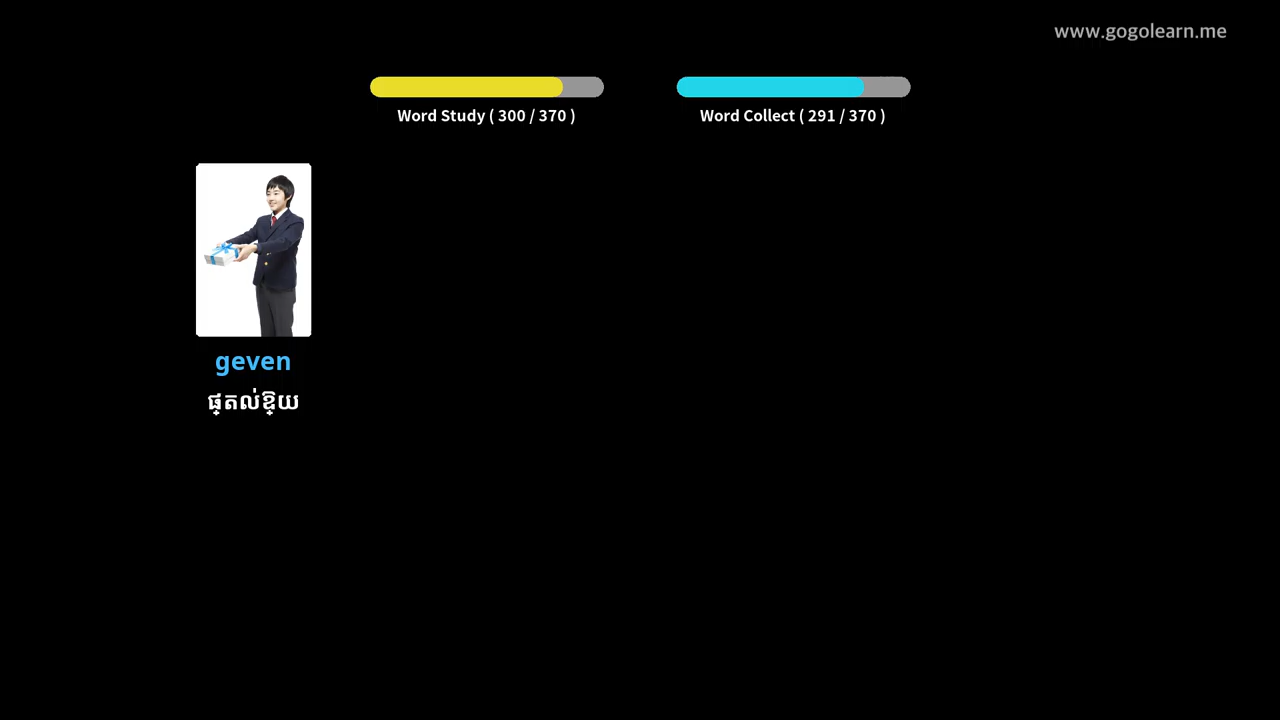 www.gogolearn.me
Word Study ( 300 / 370 )
Word Collect ( 291 / 370 )
geven
ផ្តល់ឱ្យ